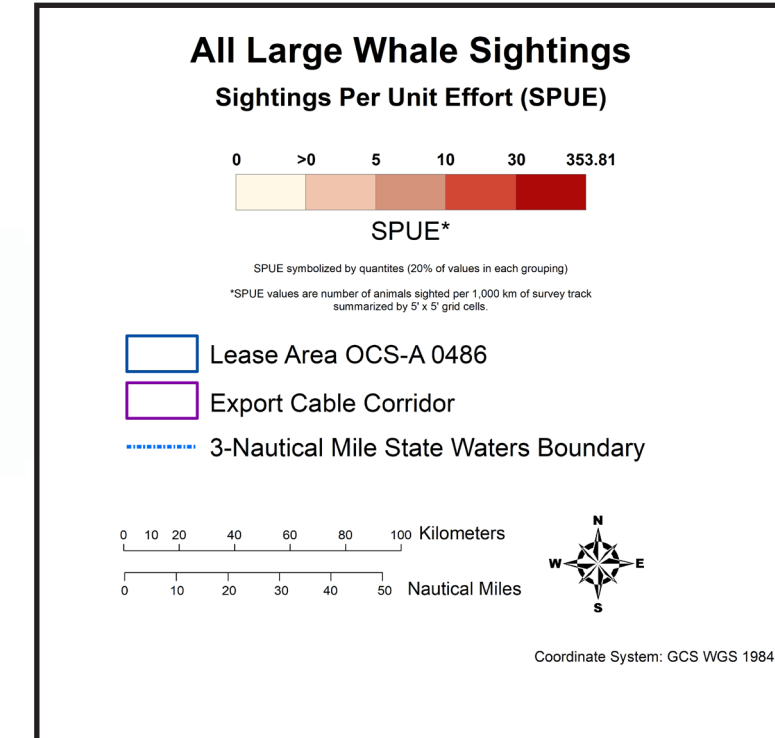 All Large Whale Sightings
Sightings Per Unit Effort (SPUE)
0 >0 5 10 30 353.81
SPUE*
SPUE symbolized by quantites (20% of values in each grouping)
*SPUE values are number of animals sighted per 1,000 km of survey track
summarized by 5' x 5' grid cells.
Lease Area OCS-A 0486
Export Cable Corridor
3-Nautical Mile State Waters Boundary
0 10 20 40 60 80 100 Kilometers
0 10 20 30 40 50 Nautical Miles
N
W E
S
Coordinate System: GCS WGS 1984